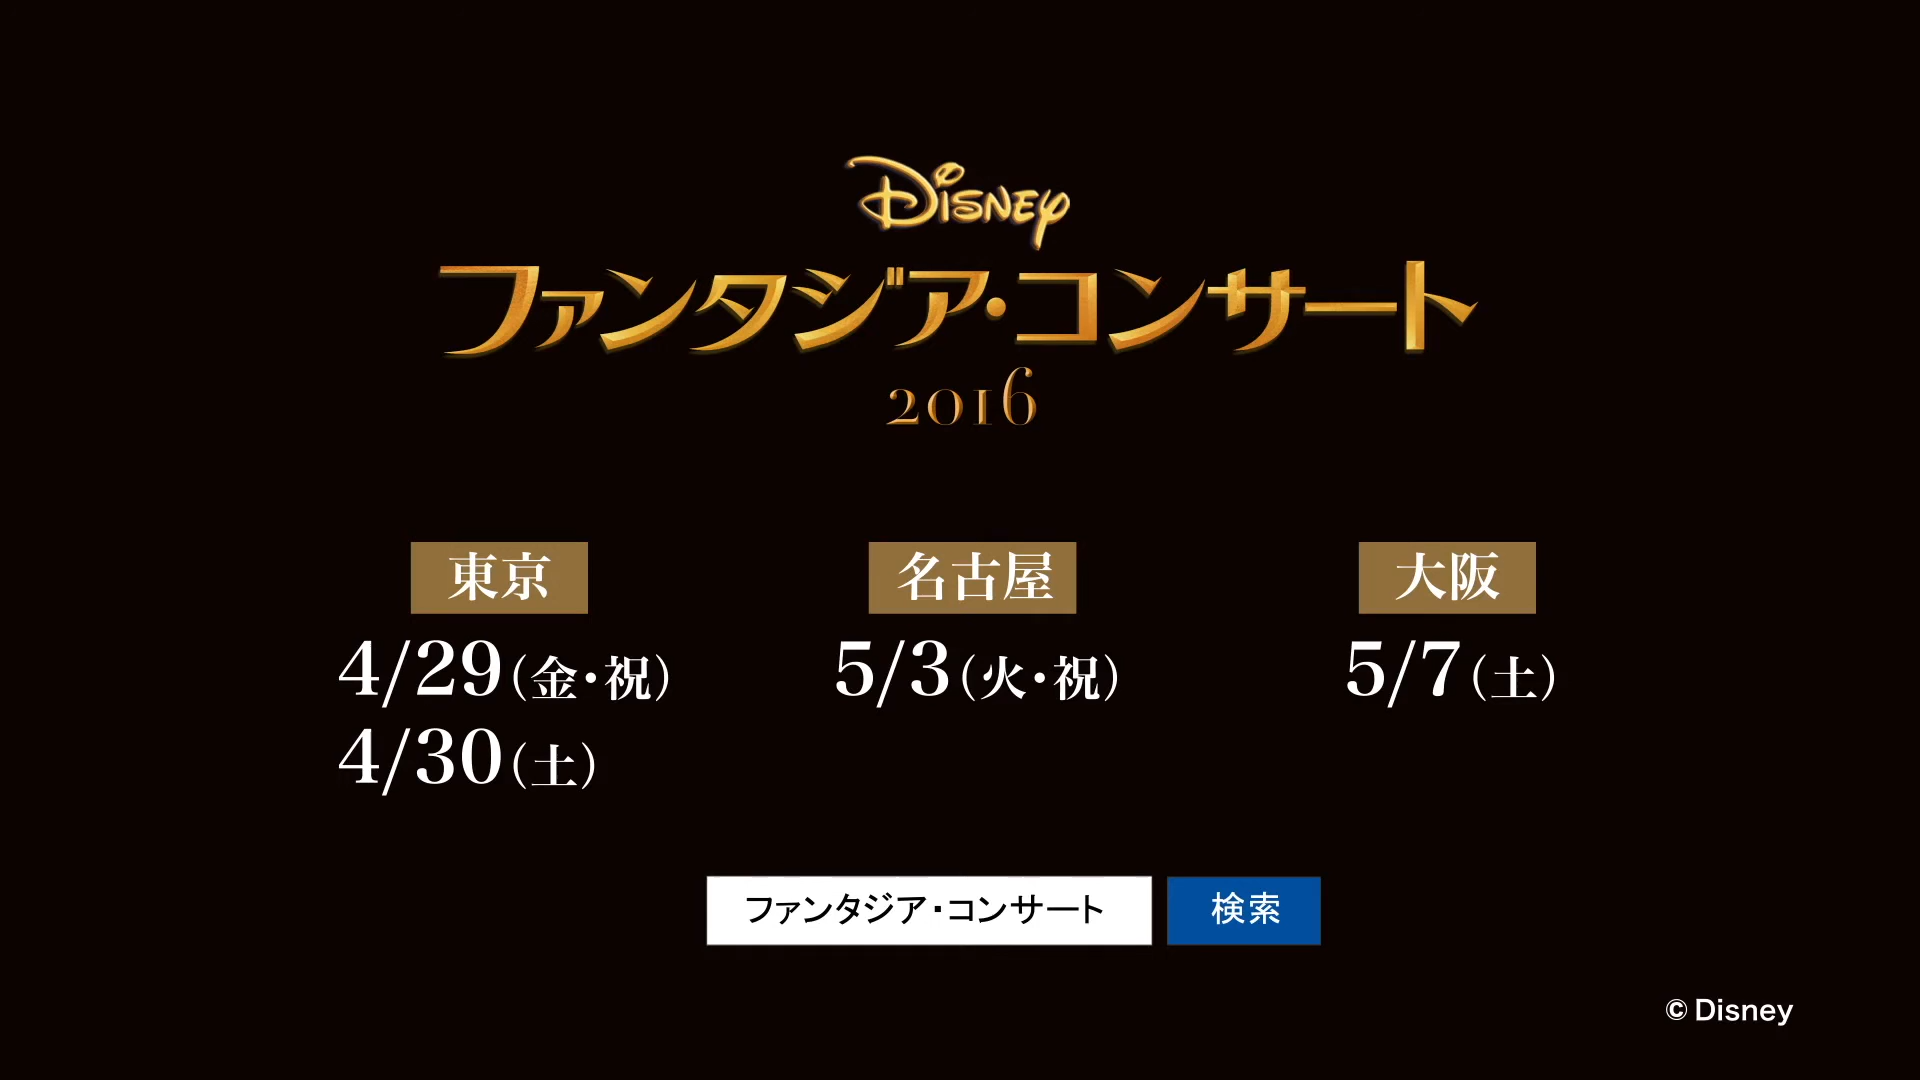 Disney
ファンタジア・コンサート
2016
東京
4/29(金・祝)
4/30(土)
名古屋
5/3(火・祝)
大阪
5/7(土)
ファンタジア・コンサート
検索
© Disney